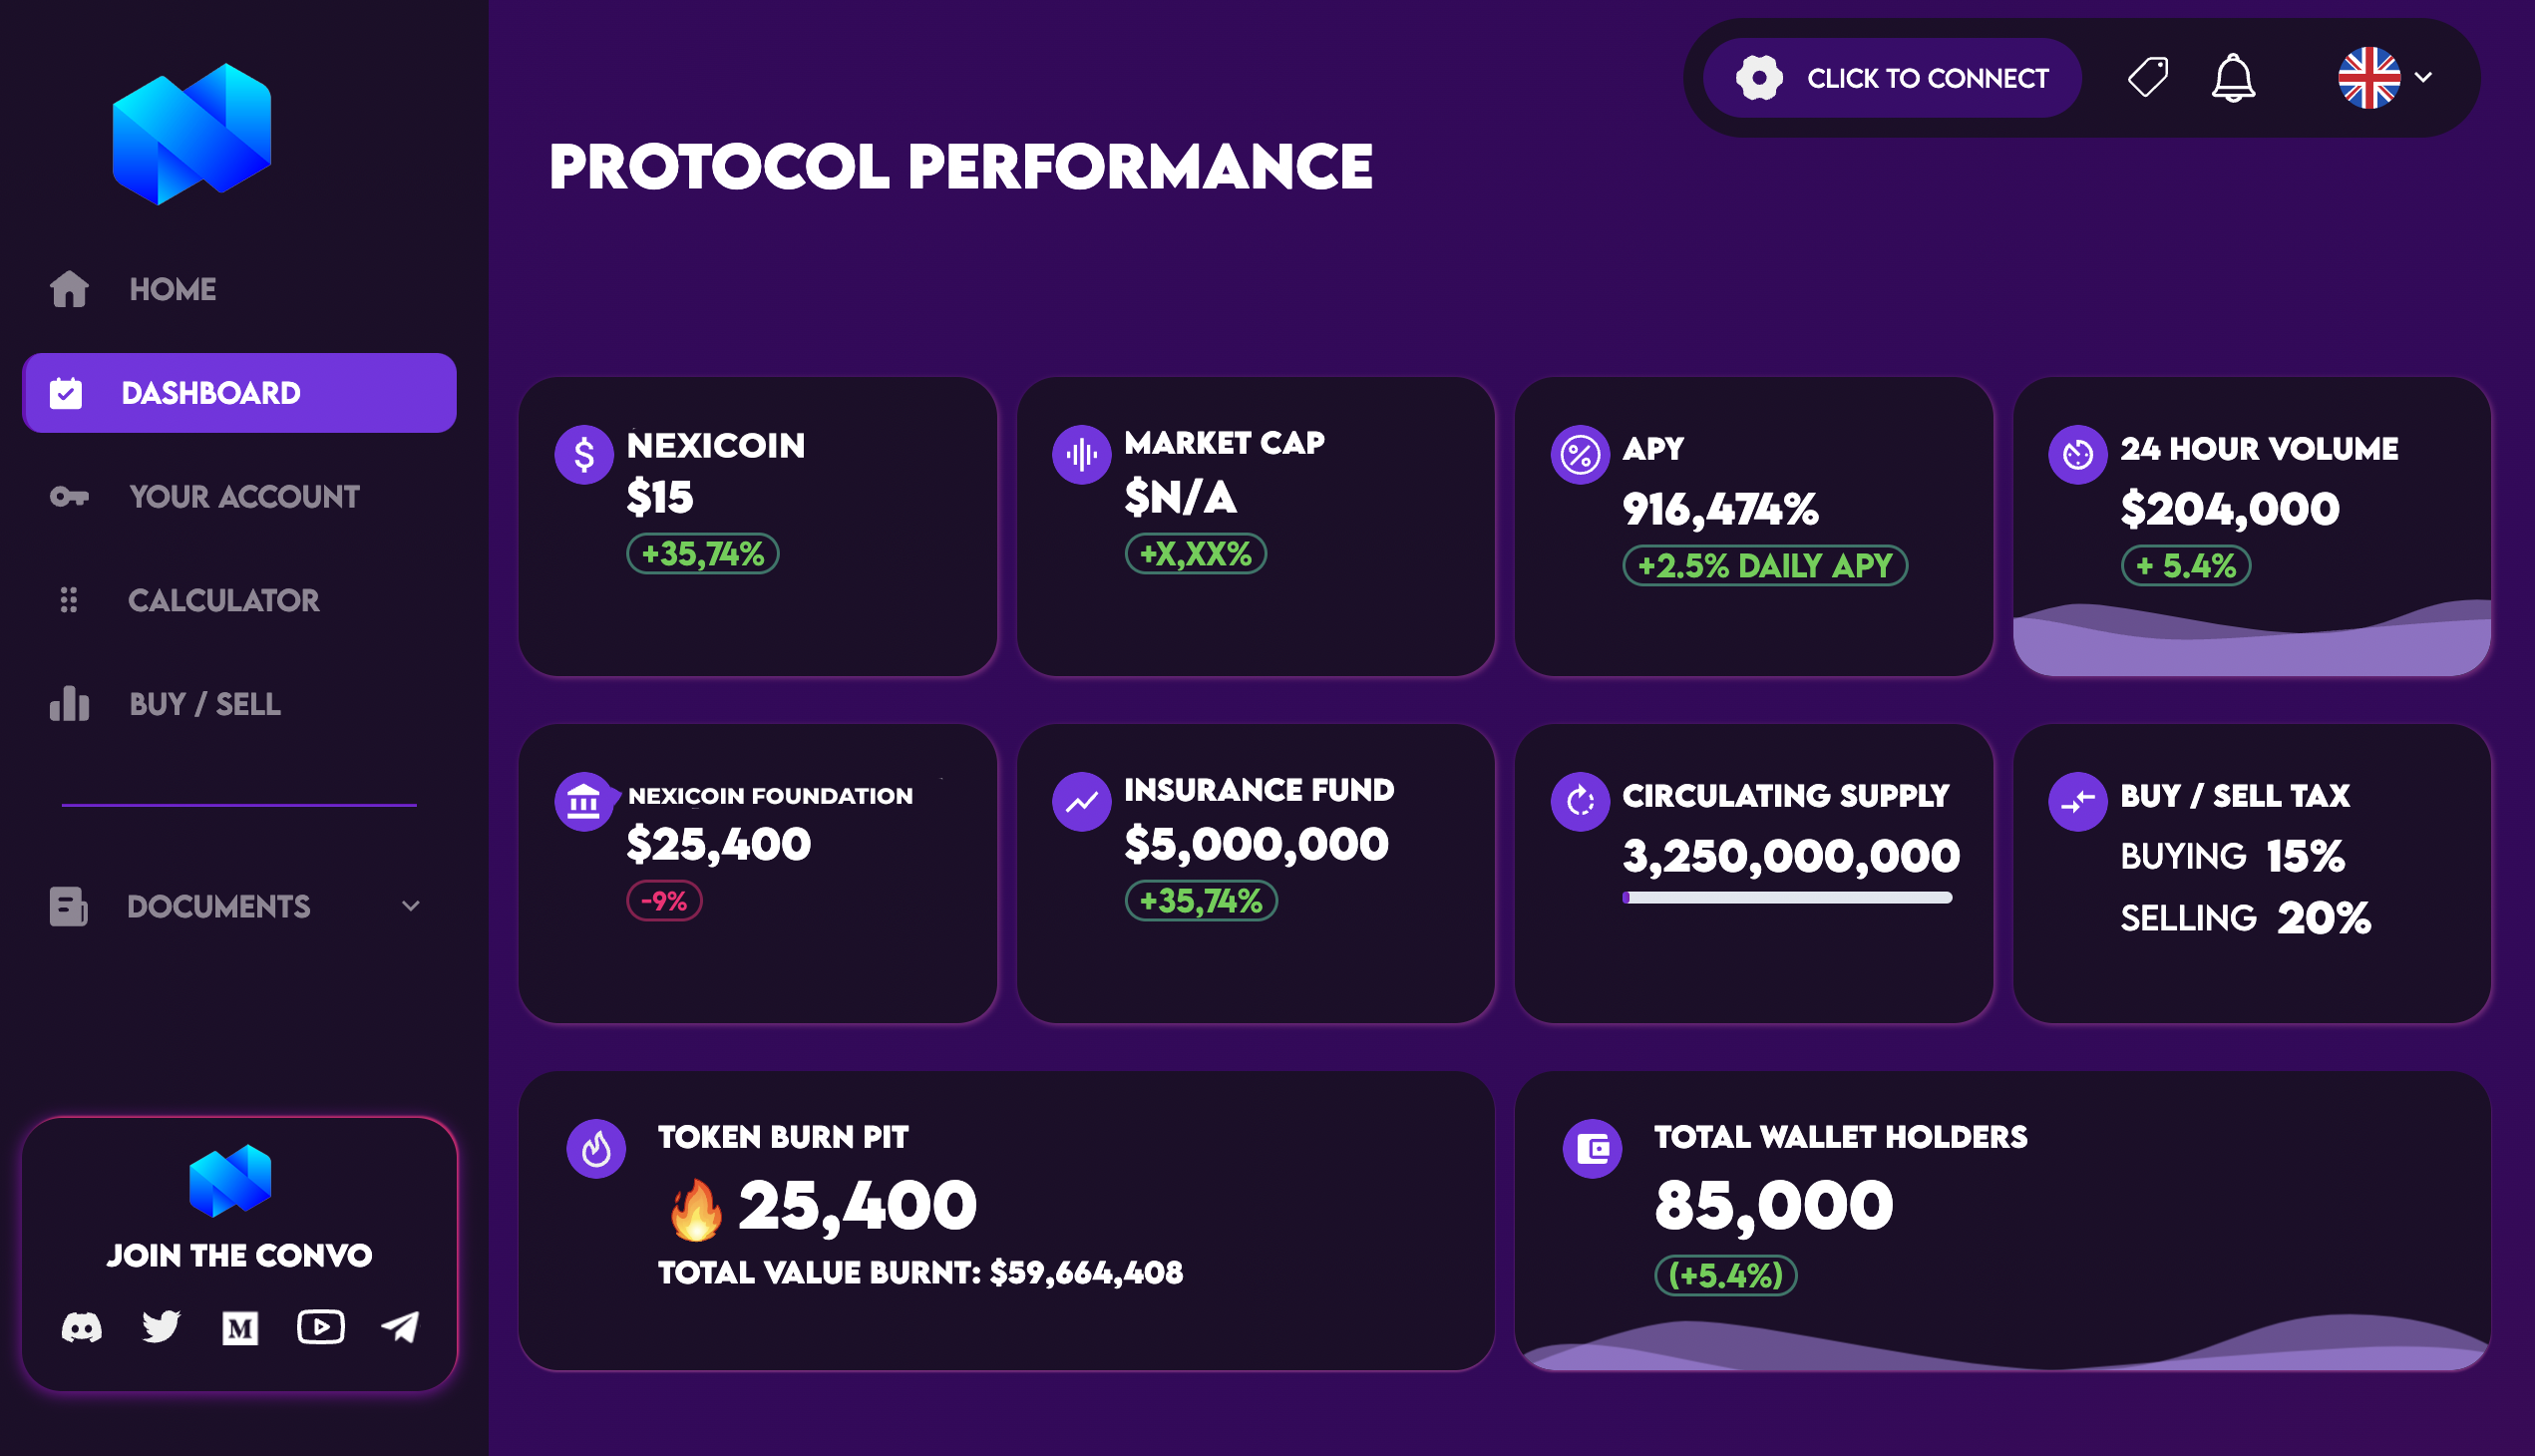 CLICK TO CONNECT
PROTOCOL PERFORMANCE
HOME
DASHBOARD
YOUR ACCOUNT
CALCULATOR
BUY / SELL
DOCUMENTS
JOIN THE CONVO
M
NEXICOIN
$15
+35,74%
MARKET CAP
$N/A
+X,XX%
APY
916,474%
+2.5% DAILY APY
24 HOUR VOLUME
$204,000
+ 5.4%
NEXICOIN FOUNDATION
$25,400
-9%
INSURANCE FUND
$5,000,000
+35,74%
CIRCULATING SUPPLY
3,250,000,000
BUY / SELL TAX
BUYING 15%
SELLING 20%
TOKEN BURN PIT
🔥 25,400
TOTAL VALUE BURNT: $59,664,408
TOTAL WALLET HOLDERS
85,000
(+5.4%)